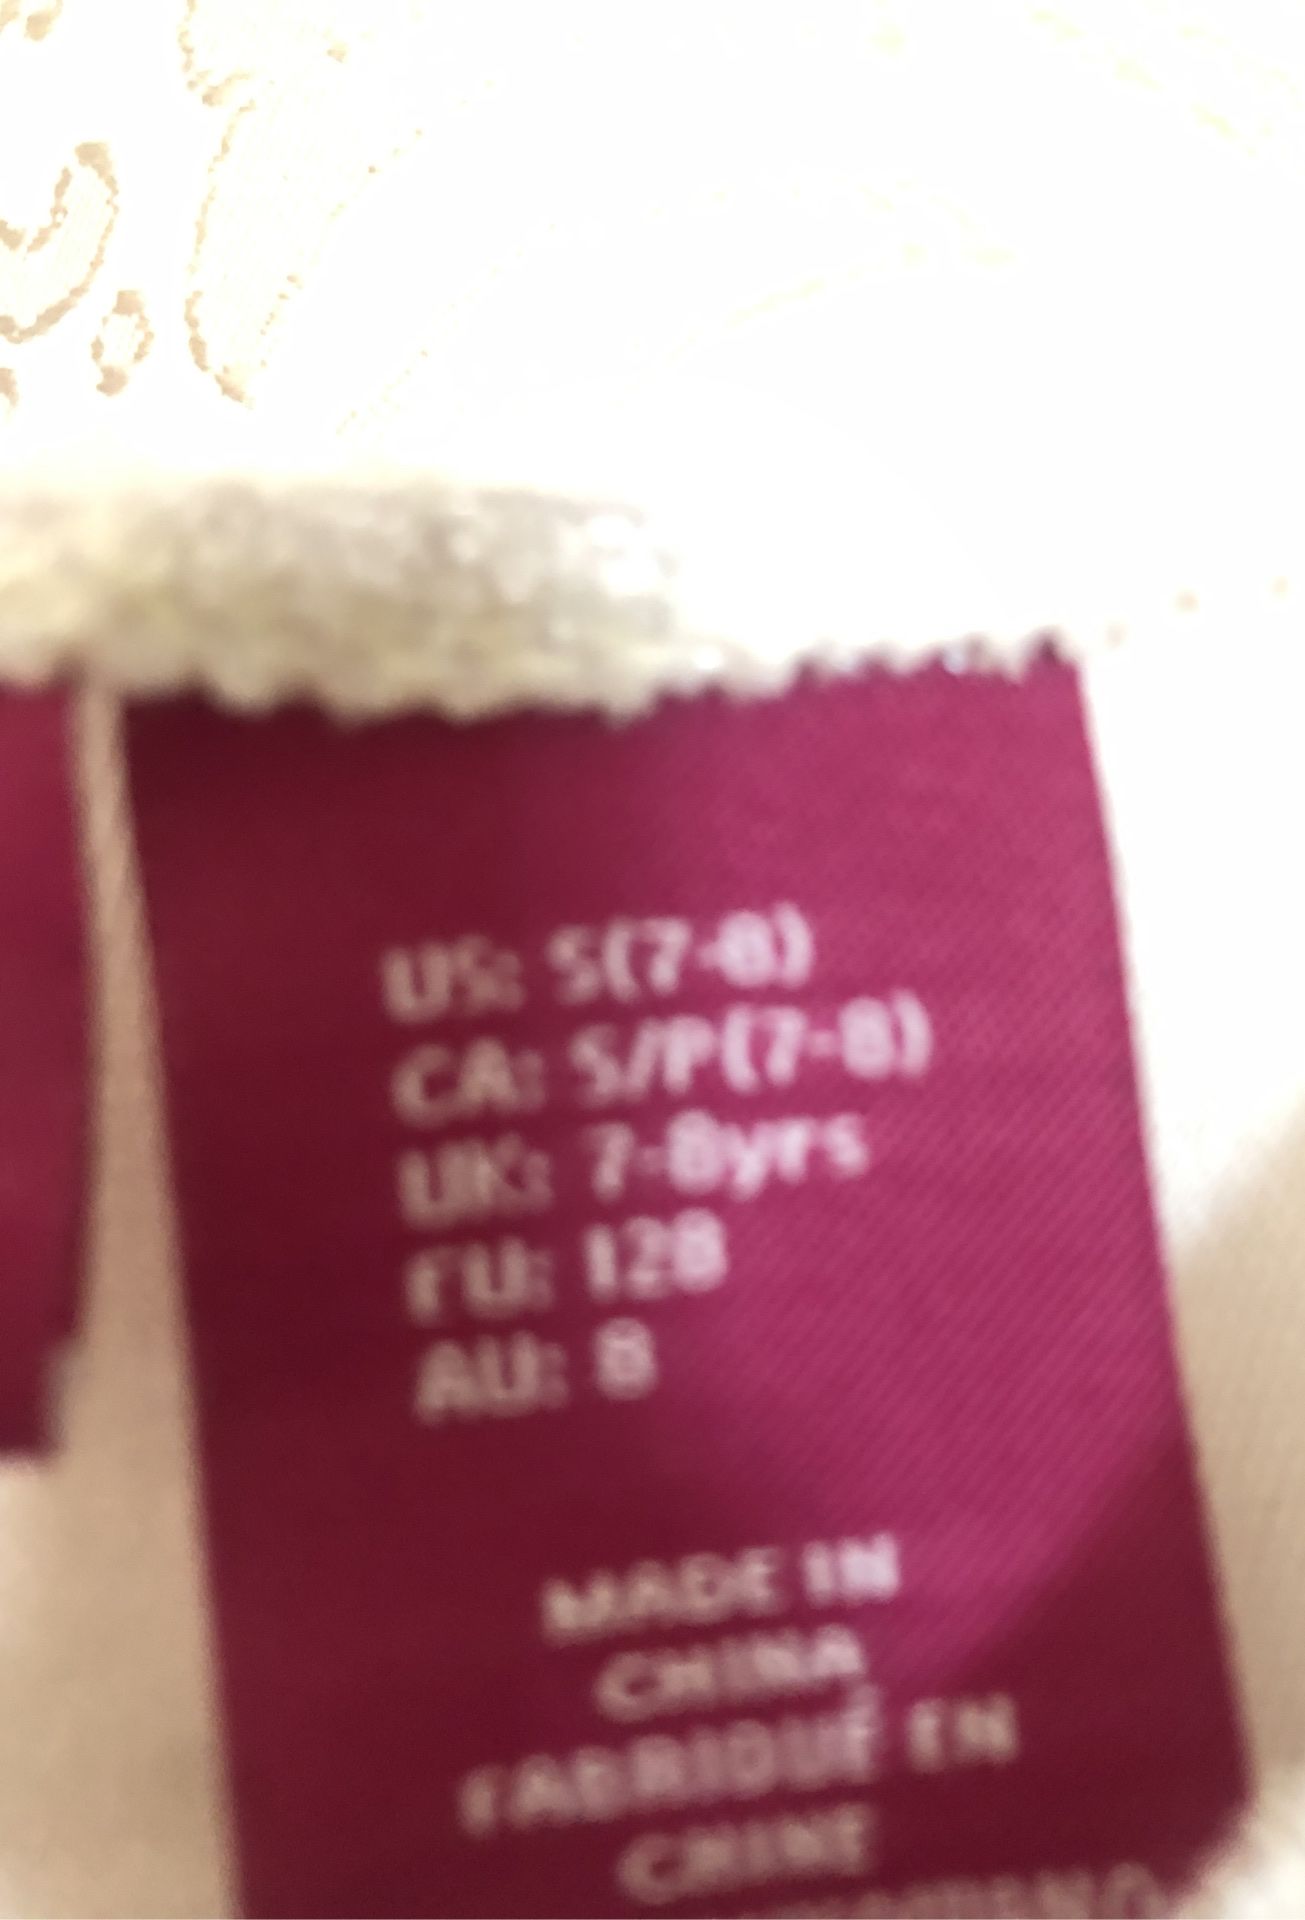 US: S(7-8)
CA: S/P(7-8)
UK: 7-8yrs
EU: 128
AU: 8
MADE IN
CHINA
FABRIQUÉ EN
CHINE